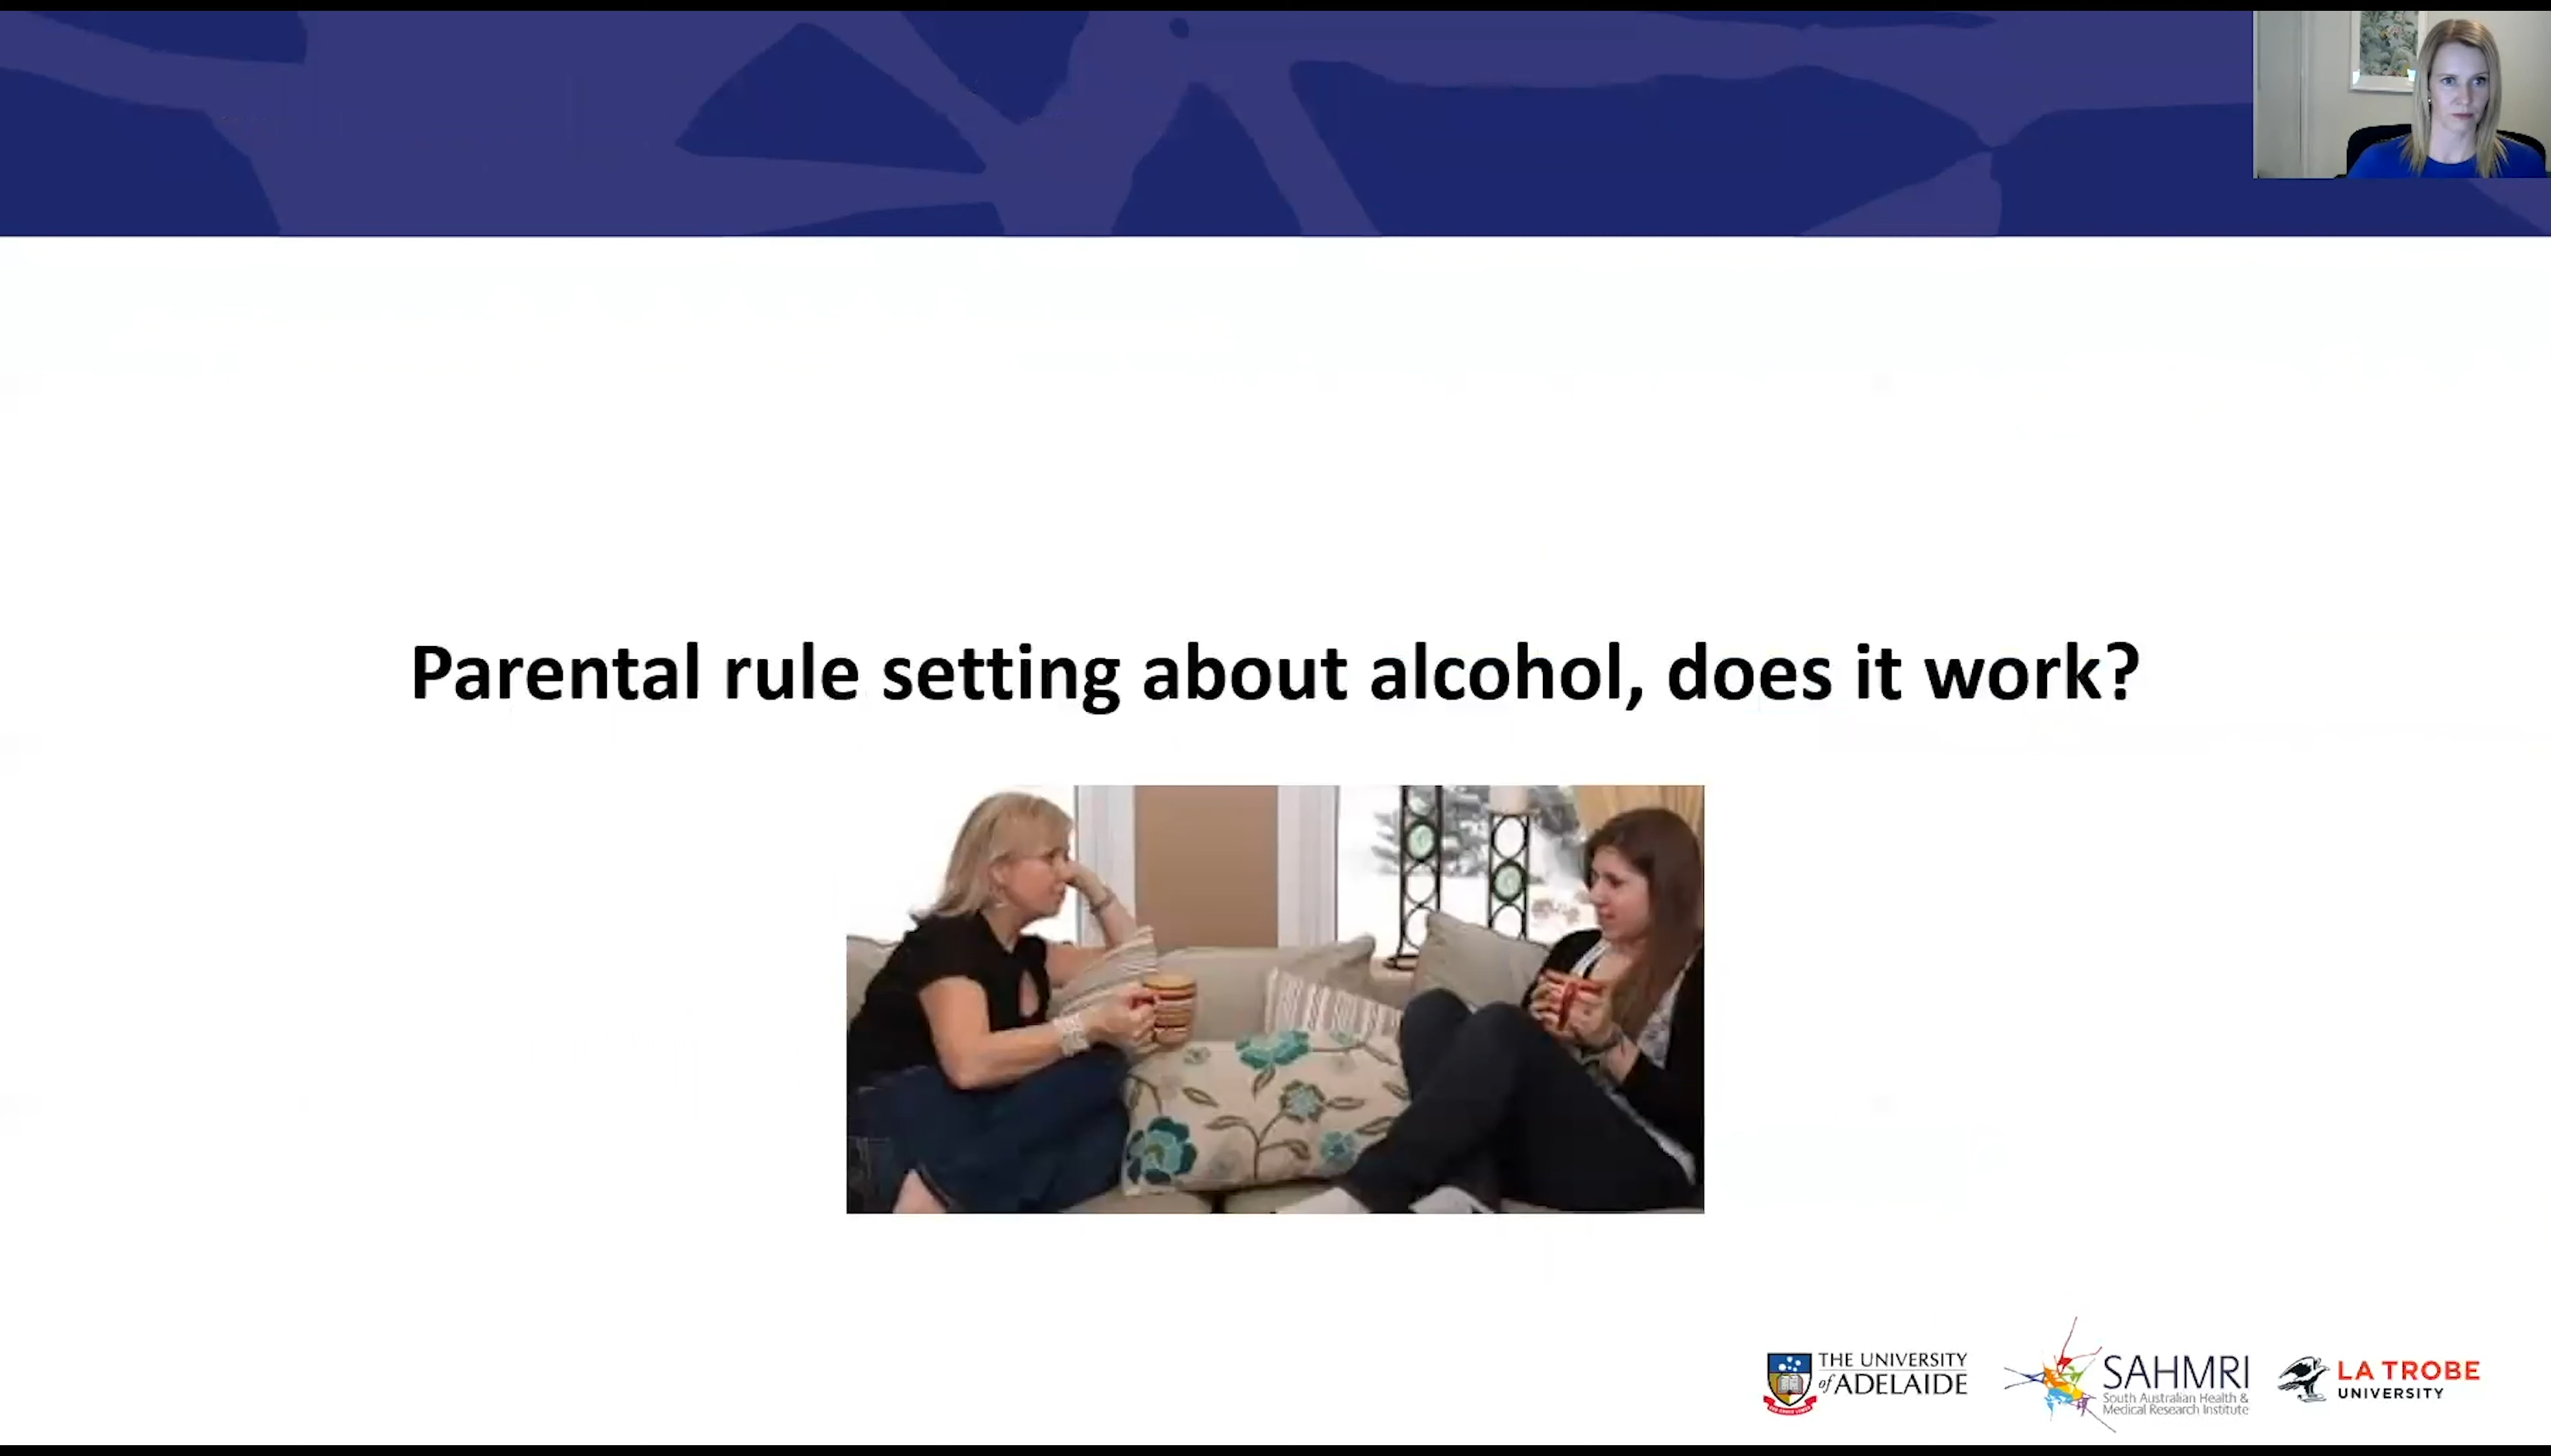 Parental rule setting about alcohol, does it work?
THE UNIVERSITY
of ADELAIDE
SAHMRI
South Australian Health &
Medical Research Institute
LA TROBE
UNIVERSITY